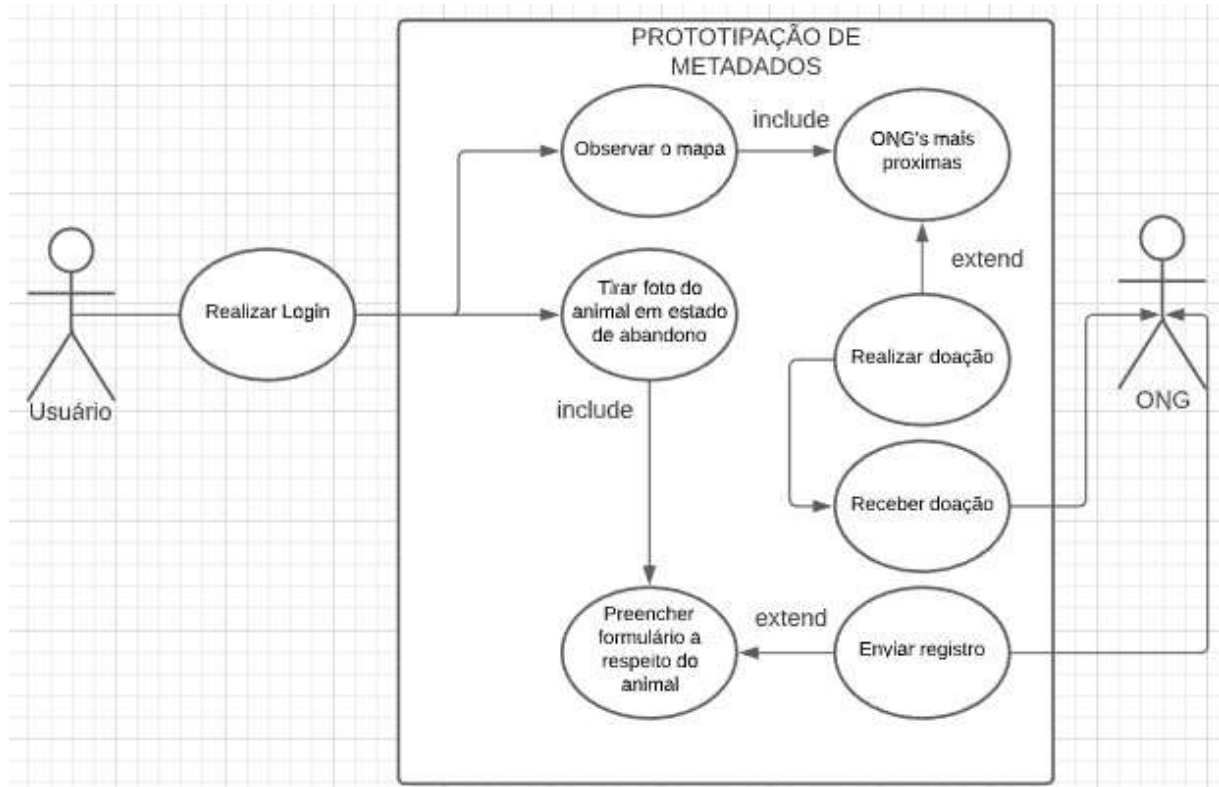 PROTOTIPAÇÃO DE
METADADOS
Observar o mapa
include
ONG's mais
proximas
extend
Tirar foto do
animal em estado
de abandono
Realizar Login
Usuário
Realizar doação
ONG
include
Receber doação
Preencher
formulário a
respeito do
animal
extend
Enviar registro